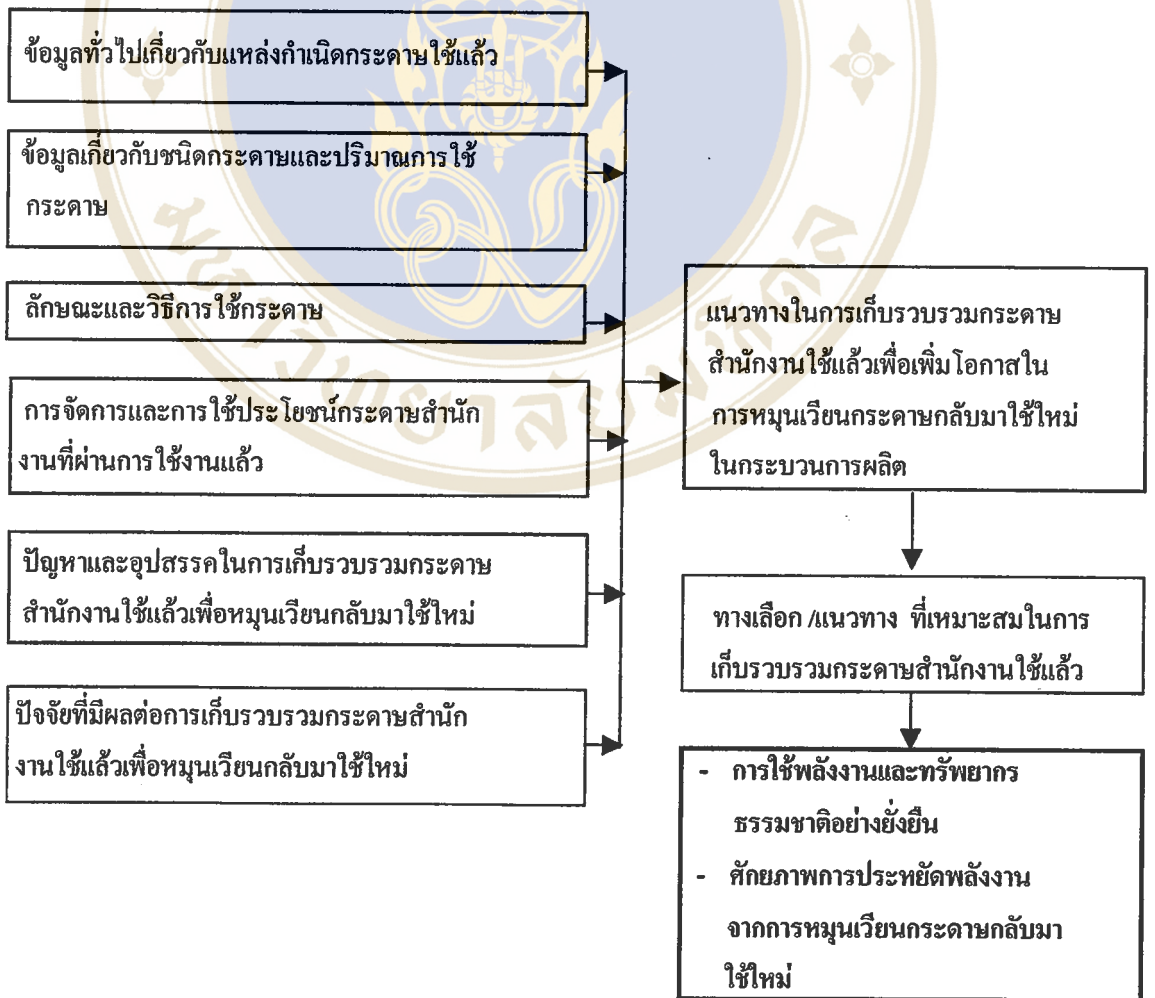 ข้อมูลทั่วไปเกี่ยวกับแหล่งกำเนิดกระดาษใช้แล้ว
ข้อมูลเกี่ยวกับชนิดกระดาษและปริมาณการใช้
กระดาษ
ลักษณะและวิธีการใช้กระดาษ
การจัดการและการใช้ประโยชน์กระดาษสำนัก
งานที่ผ่านการใช้งานแล้ว
ปัญหาและอุปสรรคในการเก็บรวบรวมกระดาษ
สำนักงานใช้แล้วเพื่อหมุนเวียนกลับมาใช้ใหม่
ปัจจัยที่มีผลต่อการเก็บรวบรวมกระดาษสำนัก
งานใช้แล้วเพื่อหมุนเวียนกลับมาใช้ใหม่
แนวทางในการเก็บรวบรวมกระดาษ
สำนักงานใช้แล้วเพื่อเพิ่มโอกาสใน
การหมุนเวียนกระดาษกลับมาใช้ใหม่
ในกระบวนการผลิต
ทางเลือก /แนวทาง ที่เหมาะสมในการ
เก็บรวบรวมกระดาษสำนักงานใช้แล้ว
- การใช้พลังงานและทรัพยากร
ธรรมชาติอย่างยั่งยืน
- ศักยภาพการประหยัดพลังงาน
จากการหมุนเวียนกระดาษกลับมา
ใช้ใหม่
มหาวิทยาลัยมหิดล